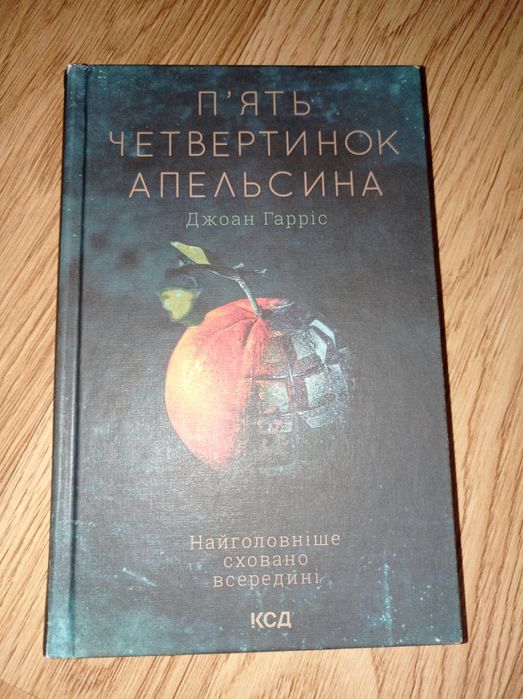 П’ЯТЬ
ЧЕТВЕРТИНОК
АПЕЛЬСИНА
Джоан Гарріс
Найголовніше
сховано
всередині
КСД